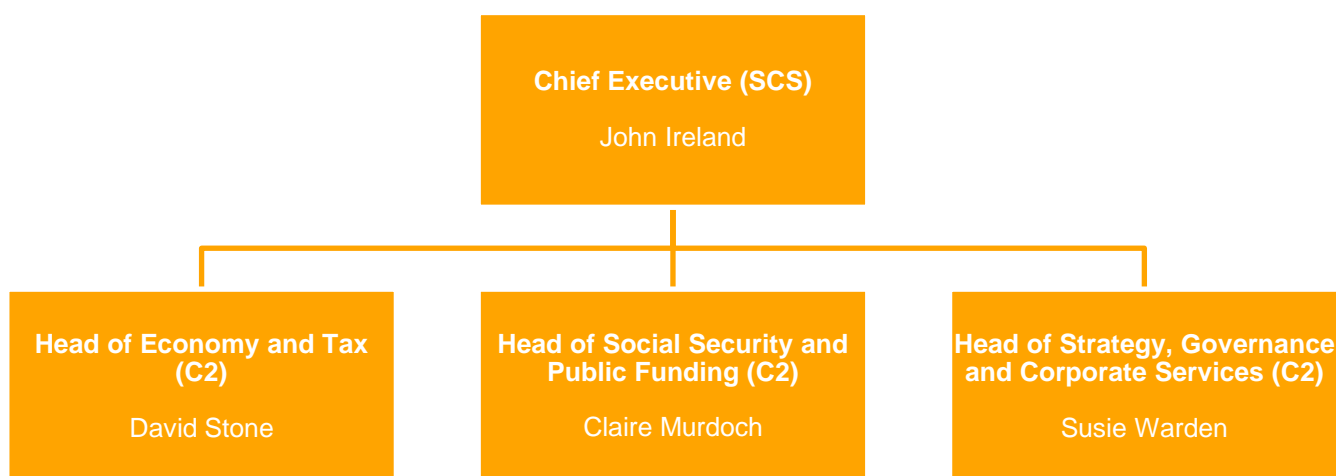 Chief Executive (SCS)
John Ireland
Head of Economy and Tax
(C2)
David Stone
Head of Social Security and
Public Funding (C2)
Claire Murdoch
Head of Strategy, Governance
and Corporate Services (C2)
Susie Warden